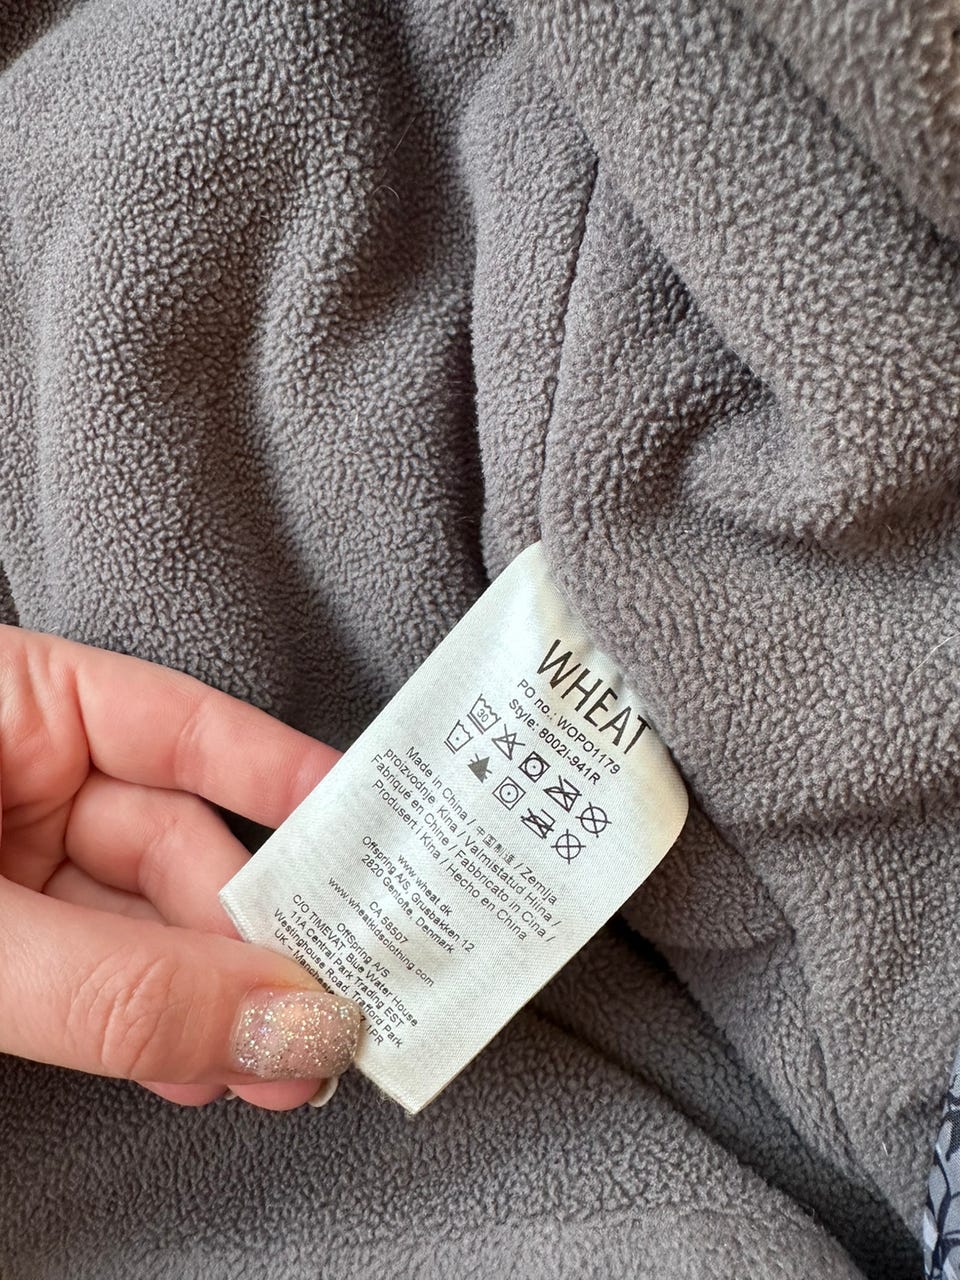 WHEAT
PO no.: WOPO1179
Style: 8002i-941R
30
Made in China / 中国制造 / Zemlja
proizvodnje Kina / Valmistatud Hiina /
Fabriqué en Chine / Fabbricato in Cina /
Produsert i Kina / Hecho en China
www.wheat.dk
Offspring A/S, Grusbakken 12
2820 Gentofte, Denmark
CA 56507
www.wheatkidsclothing.com
OffSpring A/S
C/O TIMEVAT, Blue Water House
11A Central Park Trading EST
Westinghouse Road, Trafford Park
UK – Manchester 1PR